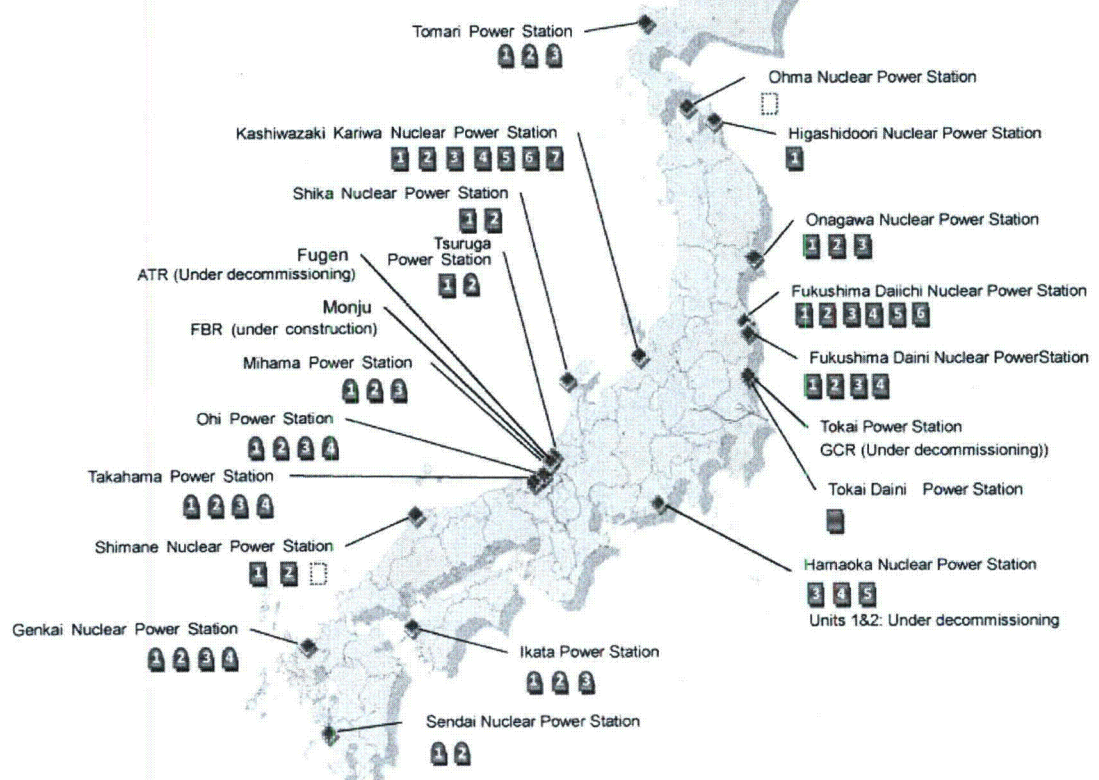 Tomari Power Station
1 2 3
Ohma Nuclear Power Station
Kashiwazaki Kariwa Nuclear Power Station
1 2 3 4 5 6 7
Higashidoori Nuclear Power Station
1
Shika Nuclear Power Station
1 2
Tsuruga
Power Station
1 2
Onagawa Nuclear Power Station
1 2 3
Fugen
ATR (Under decommissioning)
Fukushima Daiichi Nuclear Power Station
1 2 3 4 5 6
Monju
FBR (under construction)
Mihama Power Station
1 2 3
Fukushima Daini Nuclear PowerStation
1 2 3 4
Ohi Power Station
1 2 3 4
Tokai Power Station
GCR (Under decommissioning))
Takahama Power Station
1 2 3 4
Tokai Daini Power Station
Shimane Nuclear Power Station
1 2
Hamaoka Nuclear Power Station
3 4 5
Units 1&2: Under decommissioning
Genkai Nuclear Power Station
1 2 3 4
Ikata Power Station
1 2 3
Sendai Nuclear Power Station
1 2